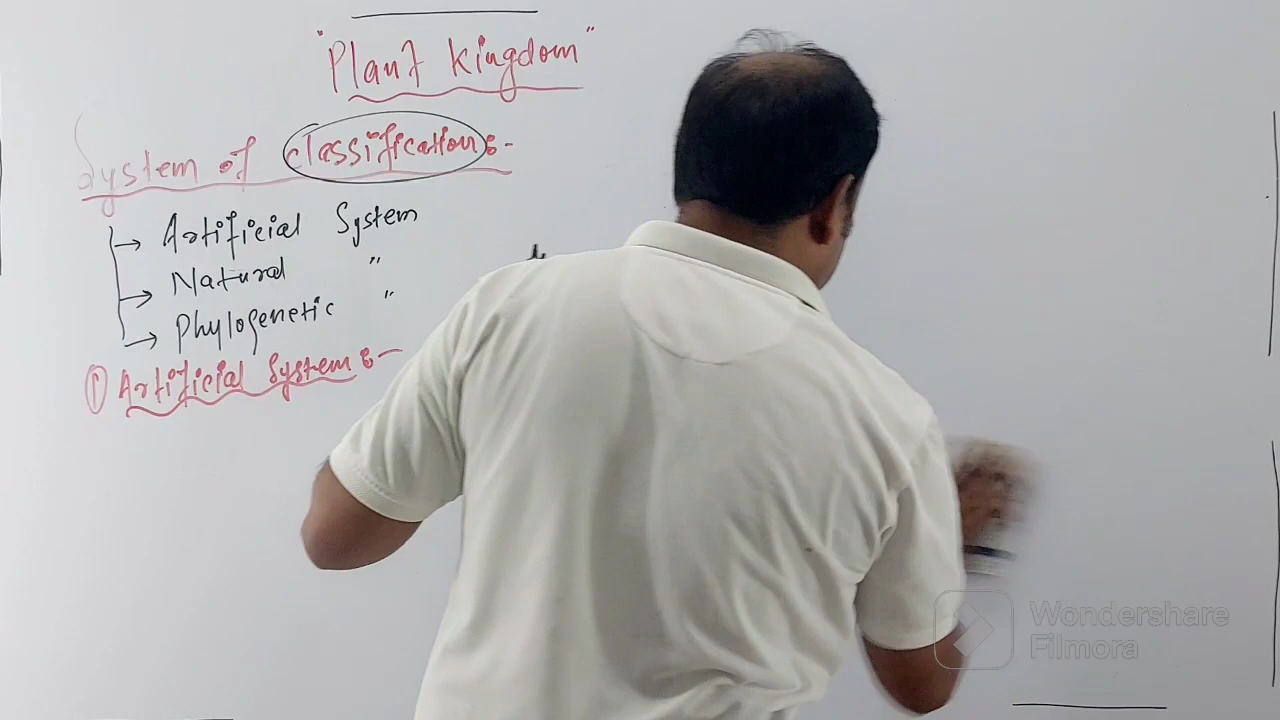 "Plant Kingdom"
System of classification:-
→ Artificial System
→ Natural "
→ Phylogenetic "
① Artificial System:-
Wondershare
Filmora